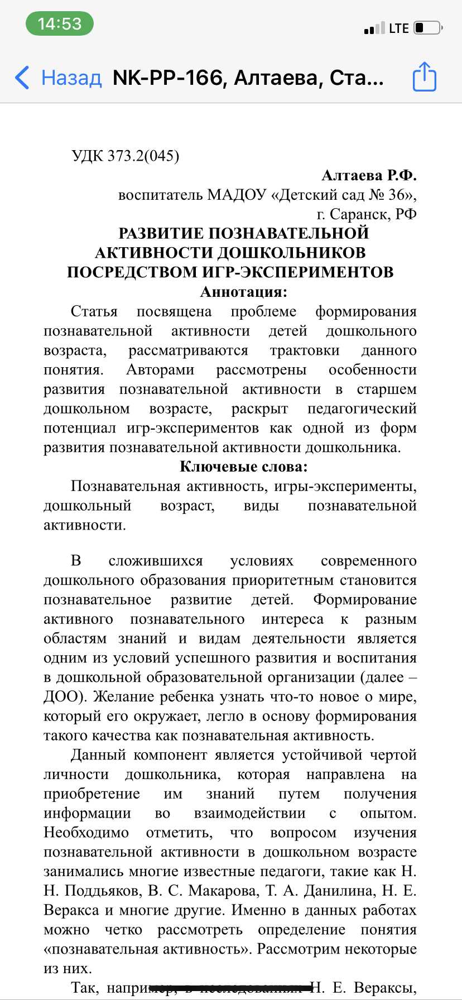 14:53
LTE
Назад NK-PP-166, Алтаева, Ста...
УДК 373.2(045)
Алтаева Р.Ф.
воспитатель МАДОУ «Детский сад № 36»,
г. Саранск, РФ
РАЗВИТИЕ ПОЗНАВАТЕЛЬНОЙ
АКТИВНОСТИ ДОШКОЛЬНИКОВ
ПОСРЕДСТВОМ ИГР-ЭКСПЕРИМЕНТОВ
Аннотация:
Статья посвящена проблеме формирования
познавательной активности детей дошкольного
возраста, рассматриваются трактовки данного
понятия. Авторами рассмотрены особенности
развития познавательной активности в старшем
дошкольном возрасте, раскрыт педагогический
потенциал игр-экспериментов как одной из форм
развития познавательной активности дошкольника.
Ключевые слова:
Познавательная активность, игры-эксперименты,
дошкольный возраст, виды познавательной
активности.
В сложившихся условиях современного
дошкольного образования приоритетным становится
познавательное развитие детей. Формирование
активного познавательного интереса к разным
областям знаний и видам деятельности является
одним из условий успешного развития и воспитания
в дошкольной образовательной организации (далее –
ДОО). Желание ребенка узнать что-то новое о мире,
который его окружает, легло в основу формирования
такого качества как познавательная активность.
Данный компонент является устойчивой чертой
личности дошкольника, которая направлена на
приобретение им знаний путем получения
информации во взаимодействии с опытом.
Необходимо отметить, что вопросом изучения
познавательной активности в дошкольном возрасте
занимались многие известные педагоги, такие как Н.
Н. Поддьяков, В. С. Макарова, Т. А. Данилина, Н. Е.
Веракса и многие другие. Именно в данных работах
можно четко рассмотреть определение понятия
«познавательная активность». Рассмотрим некоторые
из них.
Так, например, в исследованиях Н. Е. Вераксы,